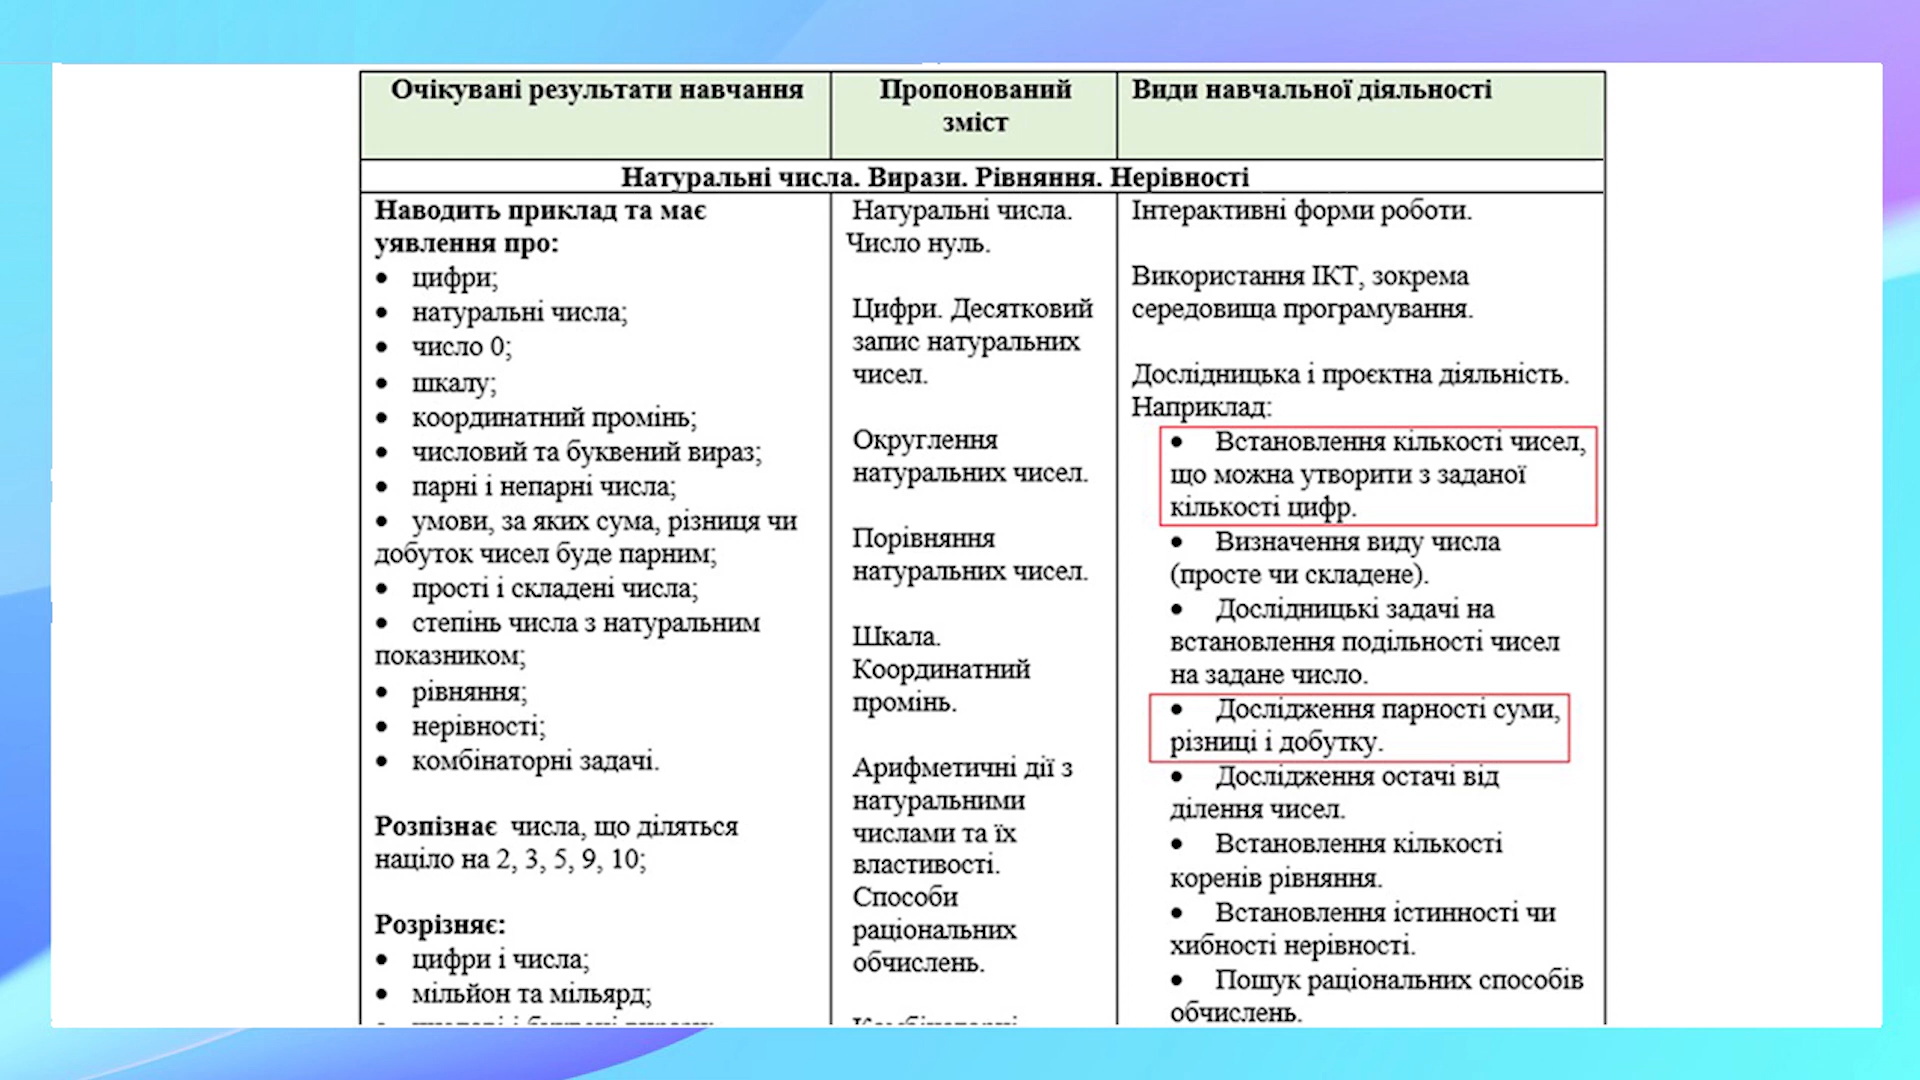 Очікувані результати навчання
Пропонований
зміст
Види навчальної діяльності
Натуральні числа. Вирази. Рівняння. Нерівності
Наводить приклад та має
уявлення про:
• цифри;
• натуральні числа;
• число 0;
• шкалу;
• координатний промінь;
• числовий та буквений вираз;
• парні і непарні числа;
• умови, за яких сума, різниця чи
добуток чисел буде парним;
• прості і складені числа;
• степінь числа з натуральним
показником;
• рівняння;
• нерівності;
• комбінаторні задачі.
Розпізнає числа, що діляться
націло на 2, 3, 5, 9, 10;
Розрізняє:
• цифри і числа;
• мільйон та мільярд;
Натуральні числа.
Число нуль.
Цифри. Десятковий
запис натуральних
чисел.
Округлення
натуральних чисел.
Порівняння
натуральних чисел.
Шкала.
Координатний
промінь.
Арифметичні дії з
натуральними
числами та їх
властивості.
Способи
раціональних
обчислень.
Інтерактивні форми роботи.
Використання ІКТ, зокрема
середовища програмування.
Дослідницька і проєктна діяльність.
Наприклад:
• Встановлення кількості чисел,
що можна утворити з заданої
кількості цифр.
• Визначення виду числа
(просте чи складене).
• Дослідницькі задачі на
встановлення подільності чисел
на задане число.
• Дослідження парності суми,
різниці і добутку.
• Дослідження остачі від
ділення чисел.
• Встановлення кількості
коренів рівняння.
• Встановлення істинності чи
хибності нерівності.
• Пошук раціональних способів
обчислень.